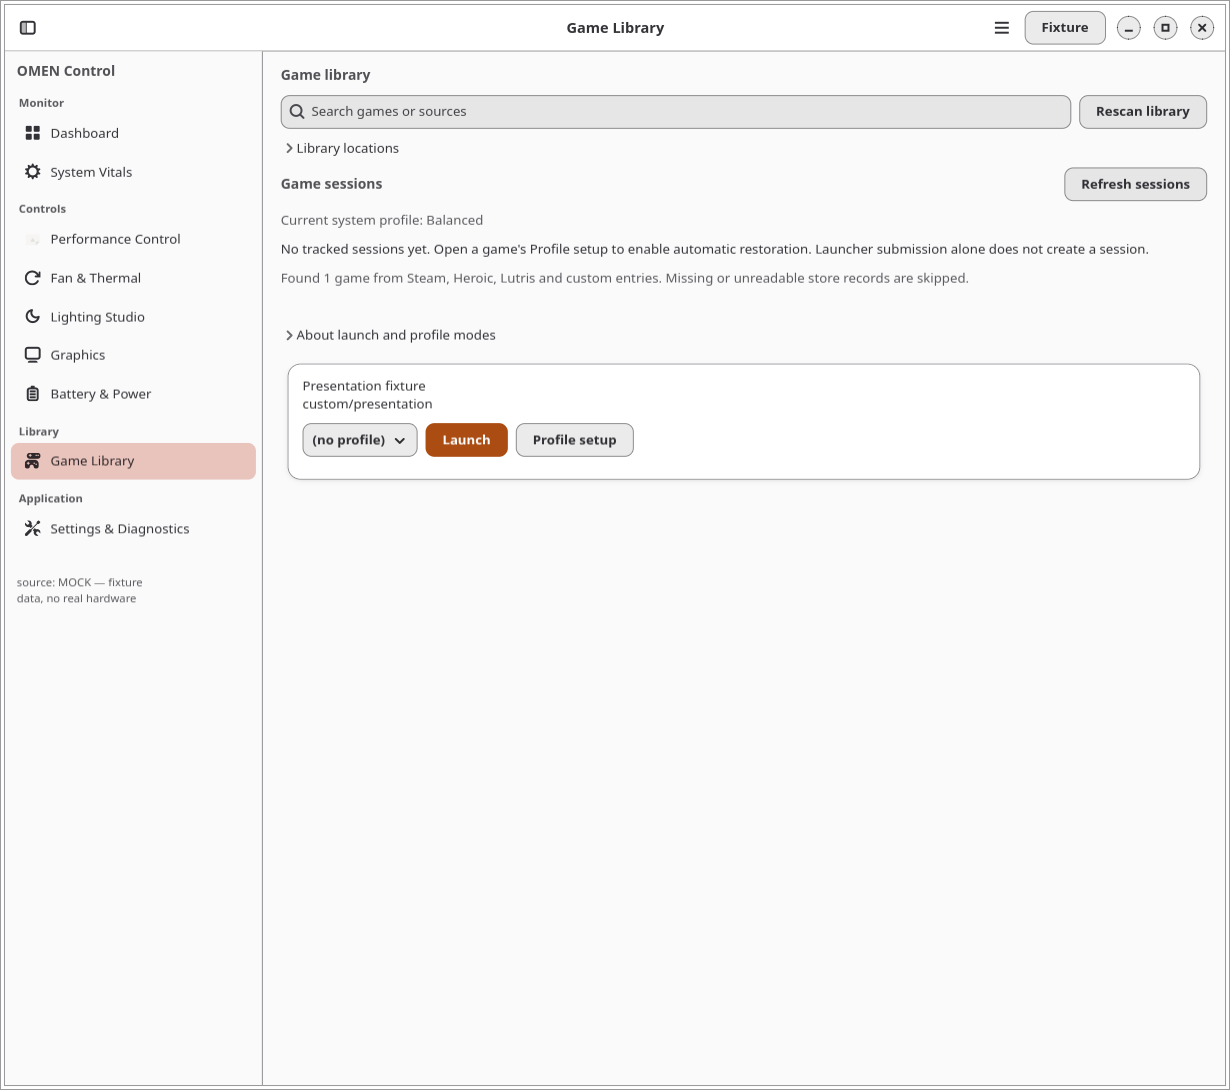 Game Library
Fixture
OMEN Control
Monitor
Dashboard
System Vitals
Controls
Performance Control
Fan & Thermal
Lighting Studio
Graphics
Battery & Power
Library
Game Library
Application
Settings & Diagnostics
source: MOCK — fixture
data, no real hardware
Game library
Search games or sources
Rescan library
Library locations
Game sessions
Refresh sessions
Current system profile: Balanced
No tracked sessions yet. Open a game's Profile setup to enable automatic restoration. Launcher submission alone does not create a session.
Found 1 game from Steam, Heroic, Lutris and custom entries. Missing or unreadable store records are skipped.
About launch and profile modes
Presentation fixture
custom/presentation
(no profile)
Launch
Profile setup